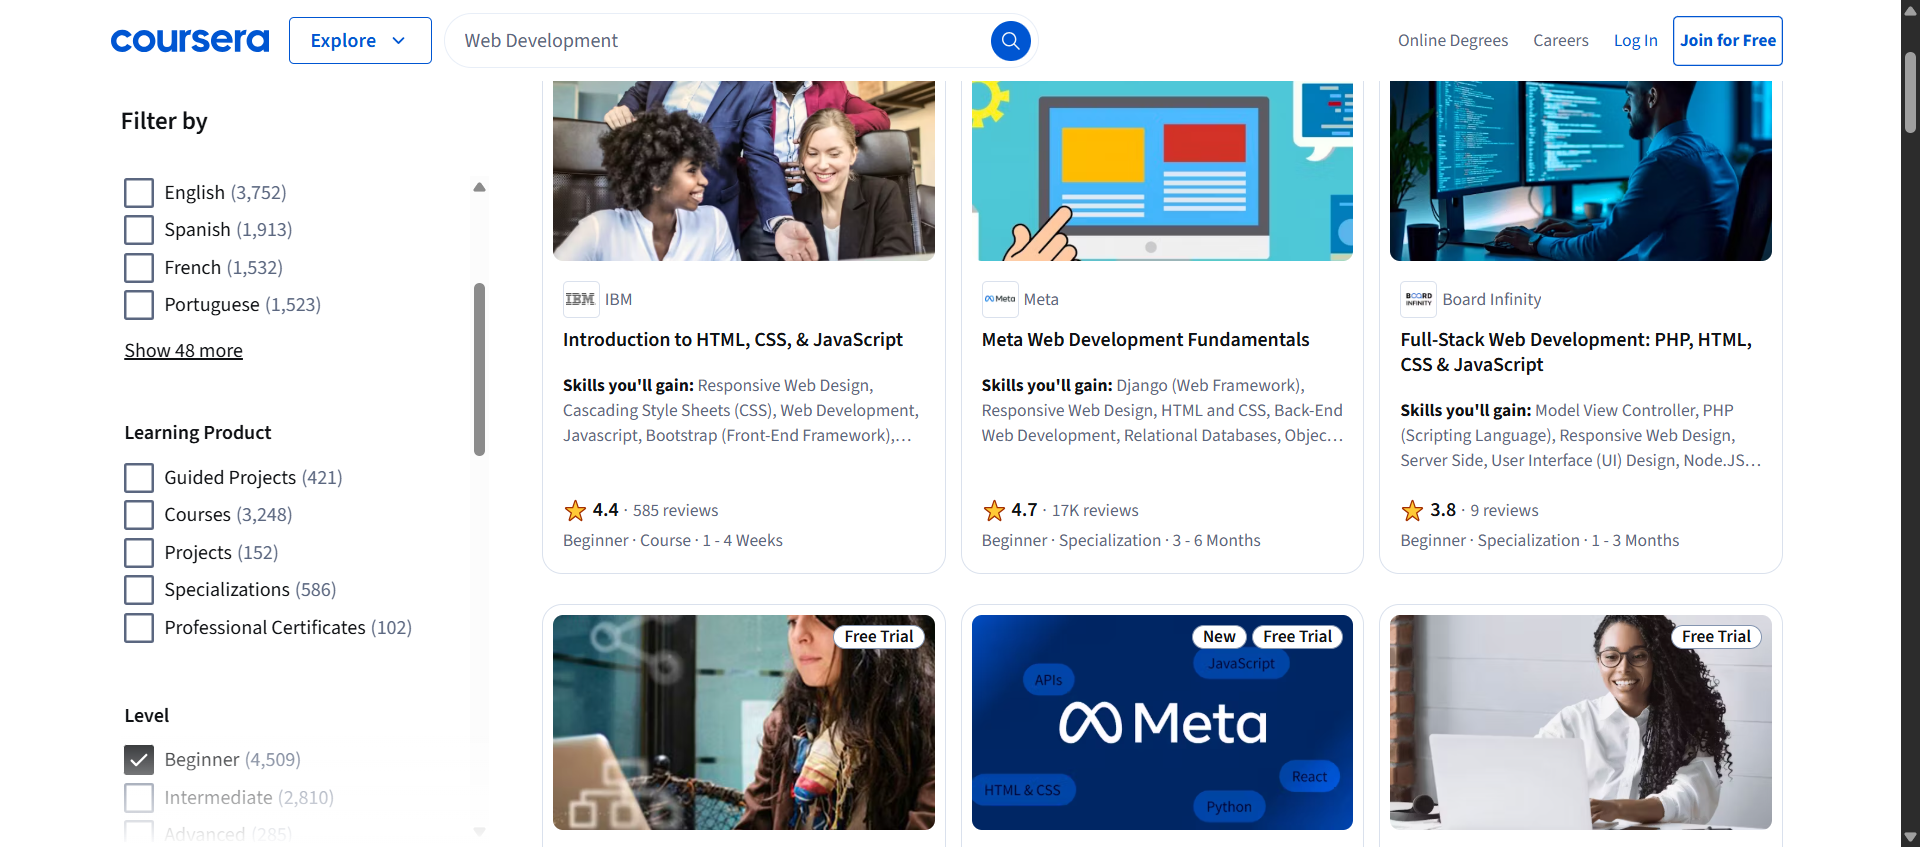 coursera
Explore
Web Development
Online Degrees
Careers
Log In
Join for Free
Filter by
English (3,752)
Spanish (1,913)
French (1,532)
Portuguese (1,523)
Show 48 more
Learning Product
Guided Projects (421)
Courses (3,248)
Projects (152)
Specializations (586)
Professional Certificates (102)
Level
Beginner (4,509)
Intermediate (2,810)
Advanced (285)
IBM
IBM
Introduction to HTML, CSS, & JavaScript
Skills you'll gain: Responsive Web Design,
Cascading Style Sheets (CSS), Web Development,
Javascript, Bootstrap (Front-End Framework),…
4.4 · 585 reviews
Beginner · Course · 1 - 4 Weeks
Meta
Meta
Meta Web Development Fundamentals
Skills you'll gain: Django (Web Framework),
Responsive Web Design, HTML and CSS, Back-End
Web Development, Relational Databases, Objec…
4.7 · 17K reviews
Beginner · Specialization · 3 - 6 Months
BOARD
INFINITY
Board Infinity
Full-Stack Web Development: PHP, HTML,
CSS & JavaScript
Skills you'll gain: Model View Controller, PHP
(Scripting Language), Responsive Web Design,
Server Side, User Interface (UI) Design, Node.JS…
3.8 · 9 reviews
Beginner · Specialization · 1 - 3 Months
Free Trial
New
Free Trial
JavaScript
APIs
Meta
React
HTML & CSS
Python
Free Trial